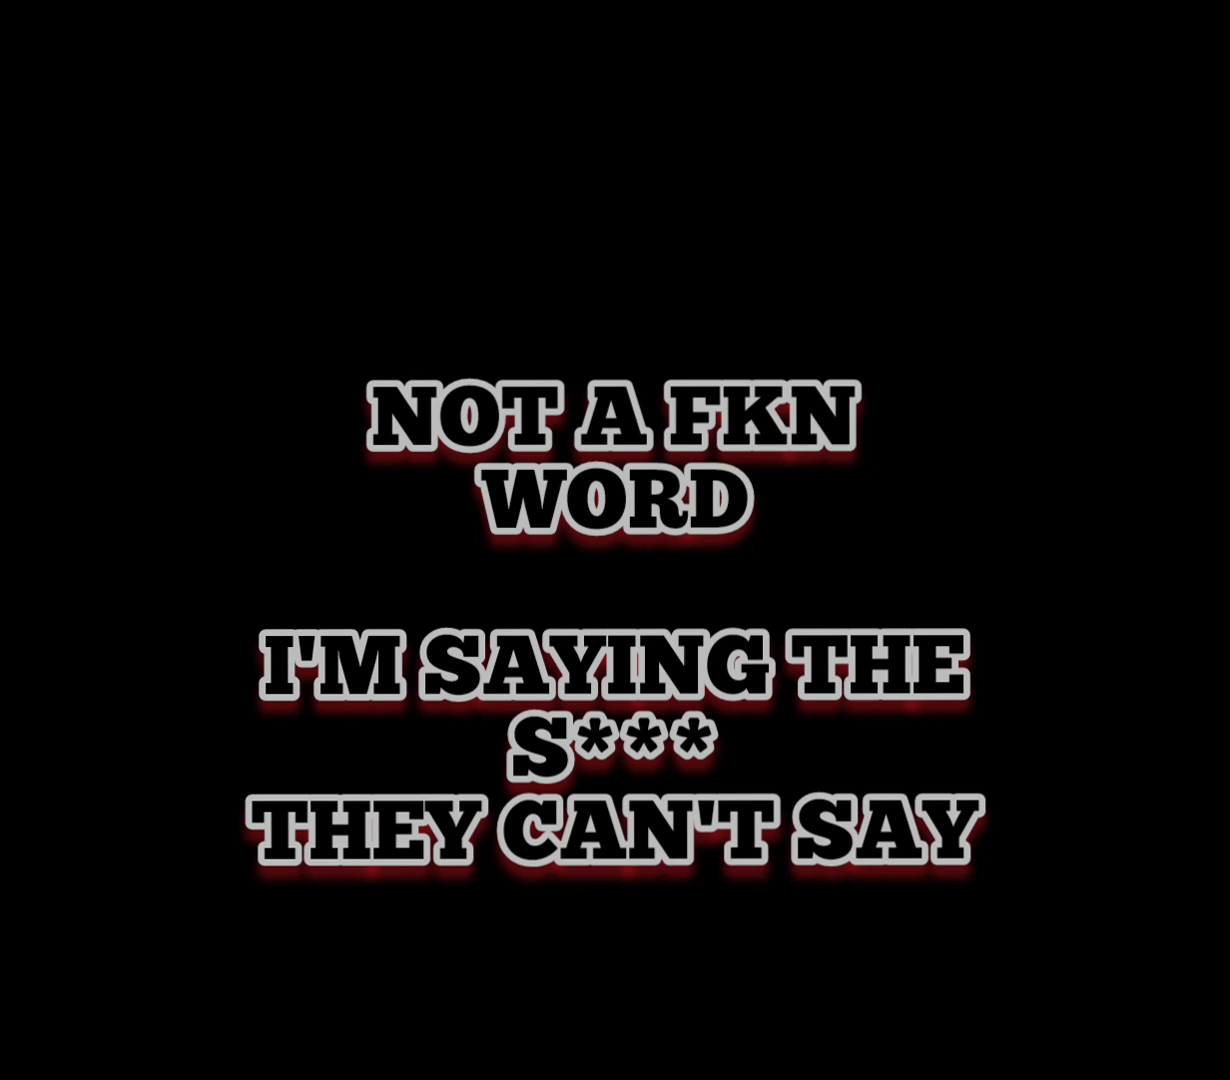 NOT A FKN
WORD
I'M SAYING THE
S***
THEY CAN'T SAY